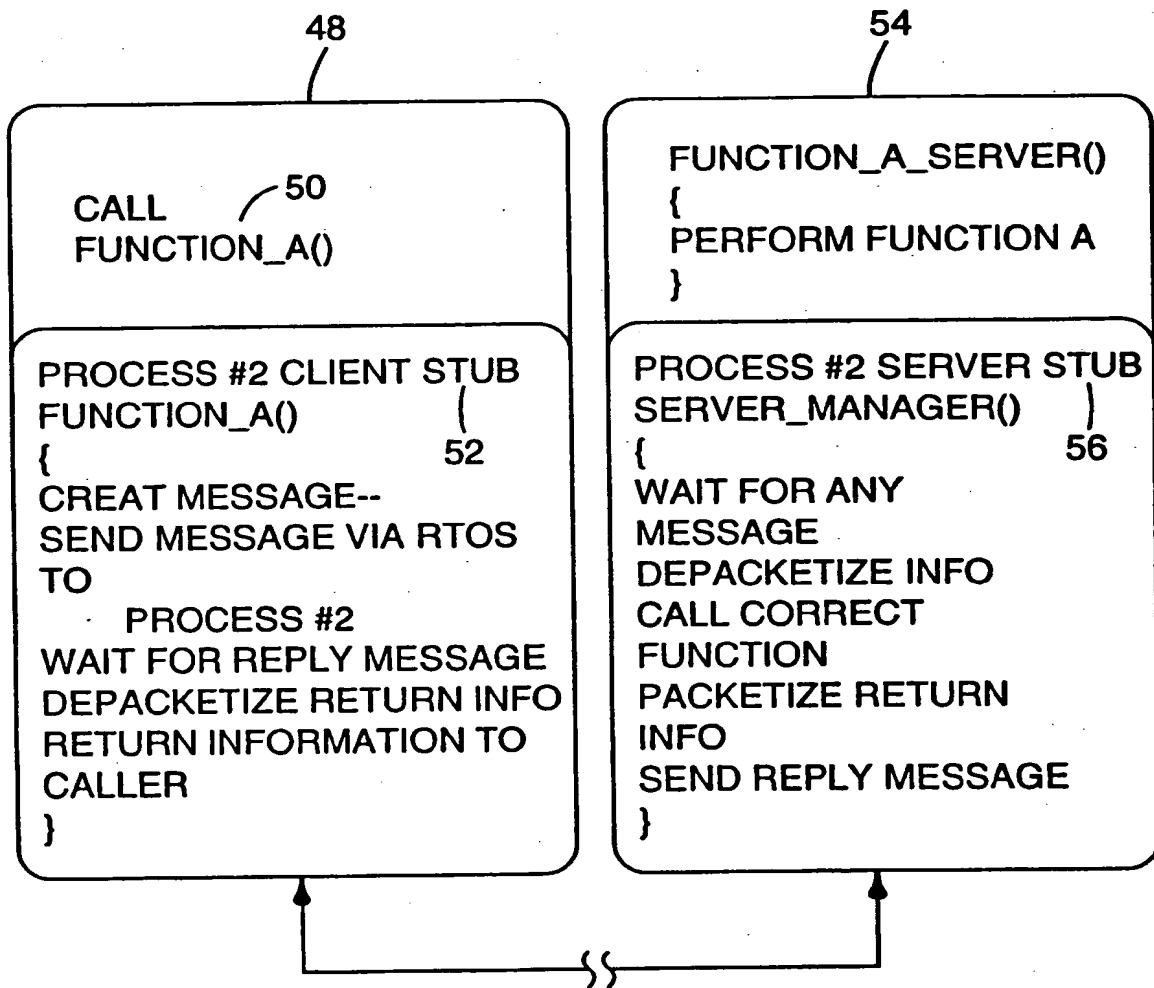 48
CALL
50
FUNCTION_A()
PROCESS #2 CLIENT STUB
FUNCTION_A()
52
{
CREAT MESSAGE--
SEND MESSAGE VIA RTOS
TO
PROCESS #2
WAIT FOR REPLY MESSAGE
DEPACKETIZE RETURN INFO
RETURN INFORMATION TO
CALLER
}
54
FUNCTION_A_SERVER()
{
PERFORM FUNCTION A
}
PROCESS #2 SERVER STUB
SERVER_MANAGER()
56
{
WAIT FOR ANY
MESSAGE
DEPACKETIZE INFO
CALL CORRECT
FUNCTION
PACKETIZE RETURN
INFO
SEND REPLY MESSAGE
}